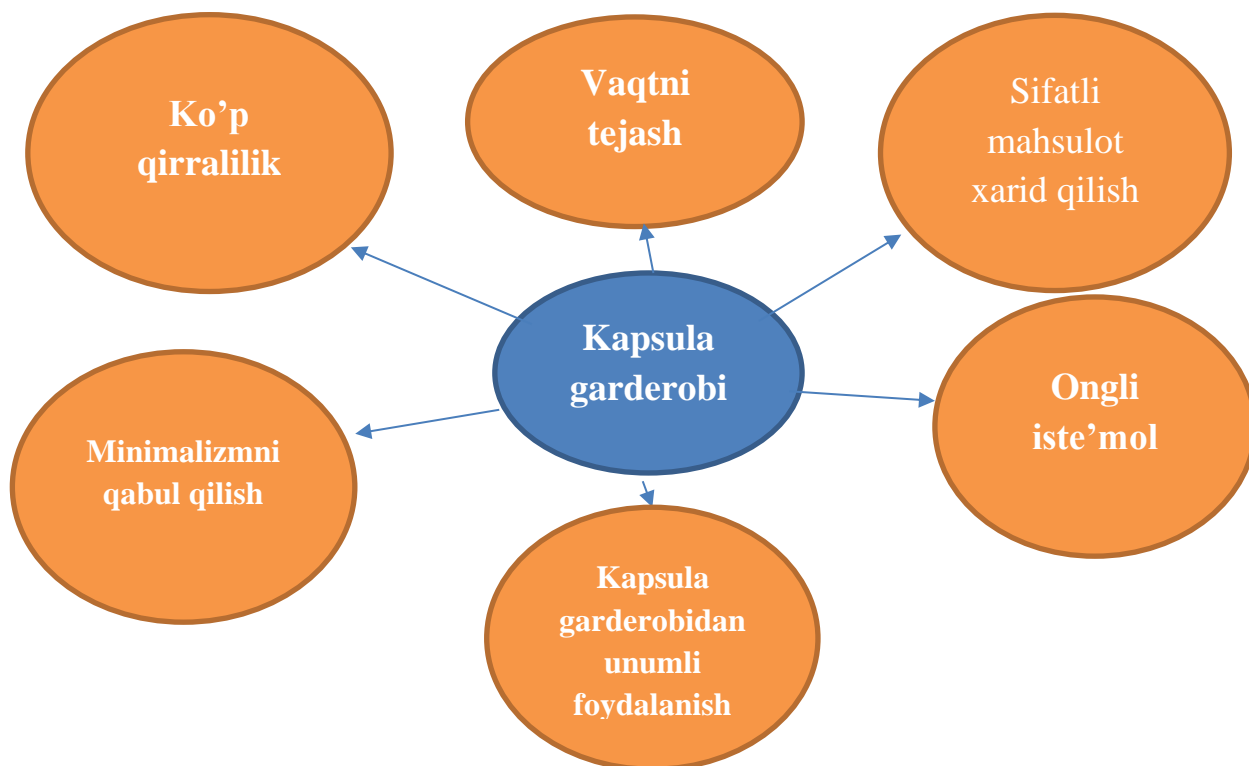 Ko’p
qirralilik
Vaqtni
tejash
Sifatli
mahsulot
xarid qilish
Kapsula
garderobi
Ongli
iste’mol
Minimalizmni
qabul qilish
Kapsula
garderobidan
unumli
foydalanish